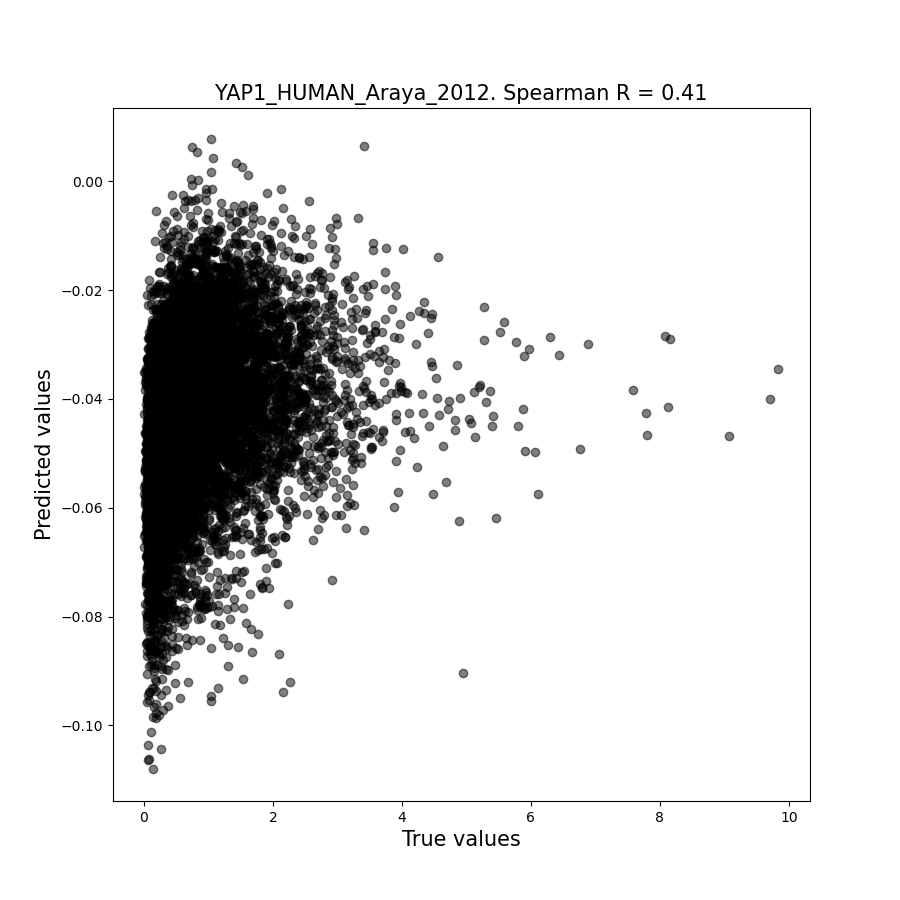 YAP1_HUMAN_Araya_2012. Spearman R = 0.41
0.00
−0.02
−0.04
−0.06
−0.08
−0.10
Predicted values
0 2 4 6 8 10
True values